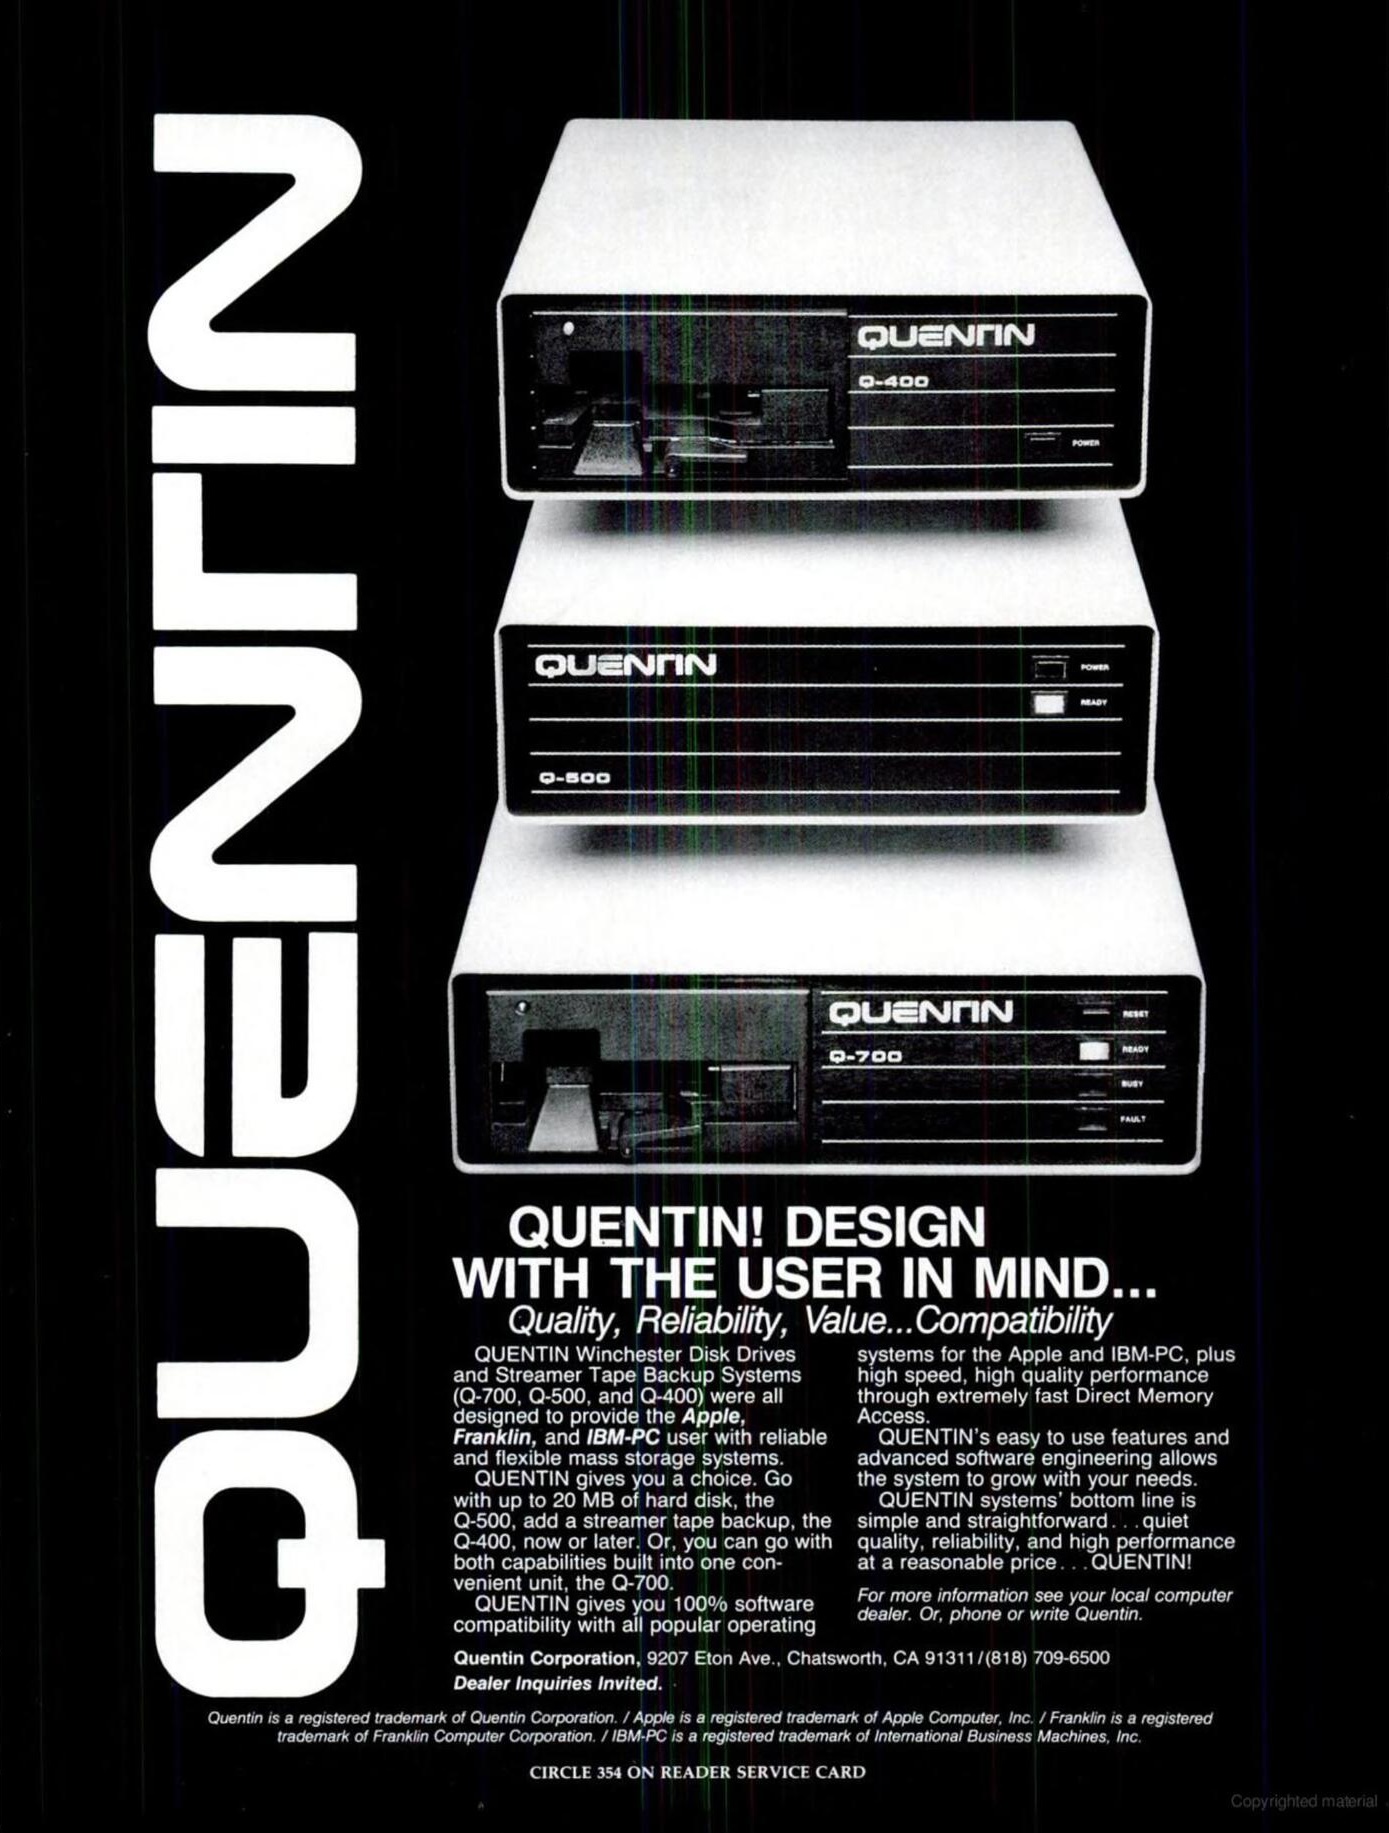 QUENTIN
QUENTIN
Q-400
POWER
QUENTIN
POWER
READY
Q-500
QUENTIN
RESET
Q-700
READY
BUSY
FAULT
QUENTIN! DESIGN
WITH THE USER IN MIND...
Quality, Reliability, Value...Compatibility
QUENTIN Winchester Disk Drives
and Streamer Tape Backup Systems
(Q-700, Q-500, and Q-400) were all
designed to provide the Apple,
Franklin, and IBM-PC user with reliable
and flexible mass storage systems.
QUENTIN gives you a choice. Go
with up to 20 MB of hard disk, the
Q-500, add a streamer tape backup, the
Q-400, now or later. Or, you can go with
both capabilities built into one con-
venient unit, the Q-700.
QUENTIN gives you 100% software
compatibility with all popular operating
systems for the Apple and IBM-PC, plus
high speed, high quality performance
through extremely fast Direct Memory
Access.
QUENTIN's easy to use features and
advanced software engineering allows
the system to grow with your needs.
QUENTIN systems' bottom line is
simple and straightforward...quiet
quality, reliability, and high performance
at a reasonable price...QUENTIN!
For more information see your local computer
dealer. Or, phone or write Quentin.
Quentin Corporation, 9207 Eton Ave., Chatsworth, CA 91311/(818) 709-6500
Dealer Inquiries Invited.
Quentin is a registered trademark of Quentin Corporation. / Apple is a registered trademark of Apple Computer, Inc. / Franklin is a registered
trademark of Franklin Computer Corporation. / IBM-PC is a registered trademark of International Business Machines, Inc.
CIRCLE 354 ON READER SERVICE CARD
Copyrighted material